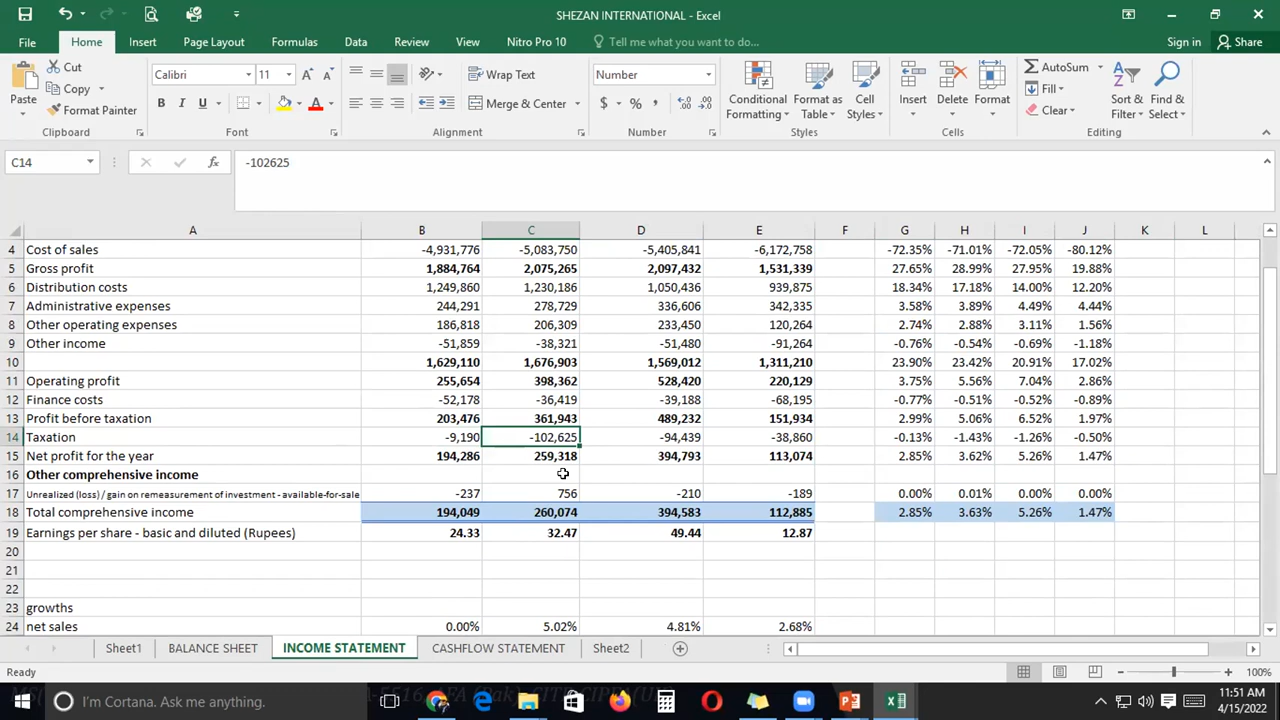 SHEZAN INTERNATIONAL - Excel
File Home Insert Page Layout Formulas Data Review View Nitro Pro 10 Tell me what you want to do... Sign in Share
Paste Cut Copy Format Painter Clipboard
Calibri 11 A A B I U A Font
Wrap Text Merge & Center Alignment
Number $ % , Number
Conditional Formatting Format as Table Cell Styles Styles
Insert Delete Format Cells
AutoSum Fill Clear Sort & Filter Find & Select Editing
C14 fx -102625
A B C D E F G H I J K L
4 Cost of sales -4,931,776 -5,083,750 -5,405,841 -6,172,758 -72.35% -71.01% -72.05% -80.12%
5 Gross profit 1,884,764 2,075,265 2,097,432 1,531,339 27.65% 28.99% 27.95% 19.88%
6 Distribution costs 1,249,860 1,230,186 1,050,436 939,875 18.34% 17.18% 14.00% 12.20%
7 Administrative expenses 244,291 278,729 336,606 342,335 3.58% 3.89% 4.49% 4.44%
8 Other operating expenses 186,818 206,309 233,450 120,264 2.74% 2.88% 3.11% 1.56%
9 Other income -51,859 -38,321 -51,480 -91,264 -0.76% -0.54% -0.69% -1.18%
10 1,629,110 1,676,903 1,569,012 1,311,210 23.90% 23.42% 20.91% 17.02%
11 Operating profit 255,654 398,362 528,420 220,129 3.75% 5.56% 7.04% 2.86%
12 Finance costs -52,178 -36,419 -39,188 -68,195 -0.77% -0.51% -0.52% -0.89%
13 Profit before taxation 203,476 361,943 489,232 151,934 2.99% 5.06% 6.52% 1.97%
14 Taxation -9,190 -102,625 -94,439 -38,860 -0.13% -1.43% -1.26% -0.50%
15 Net profit for the year 194,286 259,318 394,793 113,074 2.85% 3.62% 5.26% 1.47%
16 Other comprehensive income
17 Unrealized (loss) / gain on remeasurement of investment - available-for-sale -237 756 -210 -189 0.00% 0.01% 0.00% 0.00%
18 Total comprehensive income 194,049 260,074 394,583 112,885 2.85% 3.63% 5.26% 1.47%
19 Earnings per share - basic and diluted (Rupees) 24.33 32.47 49.44 12.87
20
21
22
23 growths
24 net sales 0.00% 5.02% 4.81% 2.68%
Sheet1 BALANCE SHEET INCOME STATEMENT CASHFLOW STATEMENT Sheet2
Ready 100%
I'm Cortana. Ask me anything. 11:51 AM
4/15/2022